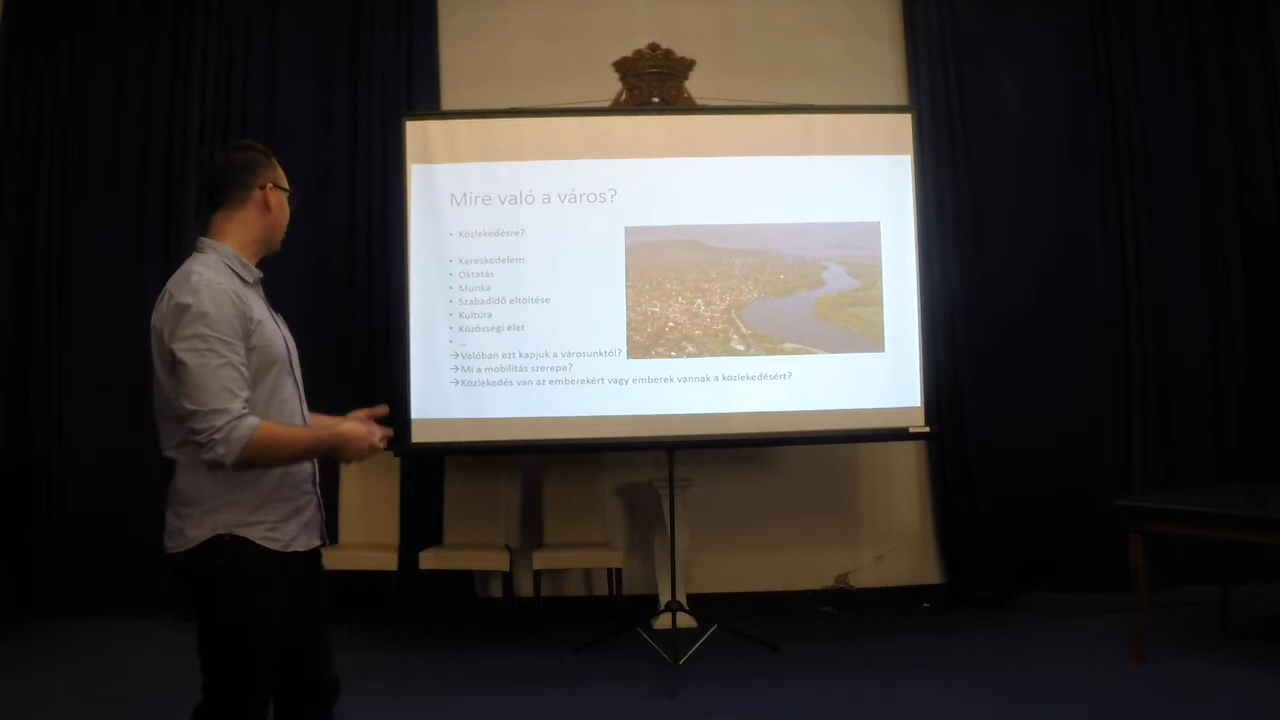 Mire való a város?
• Közlekedésre?
• Kereskedelem
• Oktatás
• Munka
• Szabadidő eltöltése
• Kultúra
• Közösségi élet
• ...
→Valóban ezt kapjuk a városunktól?
→Mi a mobilitás szerepe?
→Közlekedés van az emberekért vagy emberek vannak a közlekedésért?